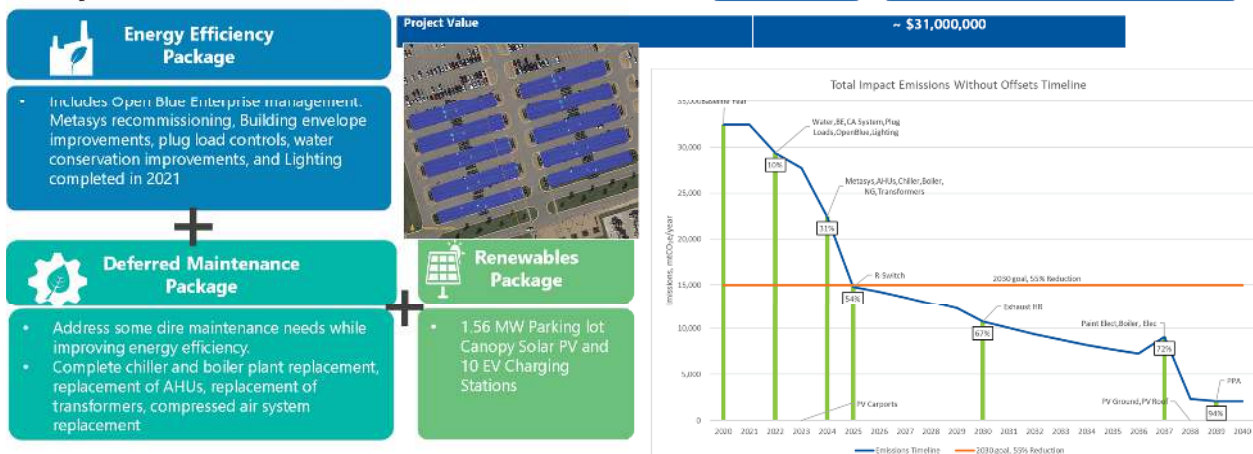 Energy Efficiency
Package
• Includes Open Blue Enterprise management.
Metasys recommissioning, Building envelope
improvements, plug load controls, water
conservation improvements, and Lighting
completed in 2021
Deferred Maintenance
Package
• Address some dire maintenance needs while
improving energy efficiency.
• Complete chiller and boiler plant replacement,
replacement of AHUs, replacement of
transformers, compressed air system
replacement
Renewables
Package
• 1.56 MW Parking lot
Canopy Solar PV and
10 EV Charging
Stations
Project Value ~ $31,000,000
Total Impact Emissions Without Offsets Timeline
Emissions, mtCO₂e/year
35,000
30,000
25,000
20,000
15,000
10,000
5,000
0
Baseline Year
Water,BE,CA System,Plug
Loads,OpenBlue,Lighting
10%
Metasys,AHUs,Chiller,Boiler,
NG,Transformers
31%
R-Switch
54%
2030 goal, 55% Reduction
Exhaust HR
67%
Paint Elect,Boiler, Elec
72%
PV Carports
PV Ground,PV Roof
PPA
94%
2020 2021 2022 2023 2024 2025 2026 2027 2028 2029 2030 2031 2032 2033 2034 2035 2036 2037 2038 2039 2040
Emissions Timeline 2030 goal, 55% Reduction